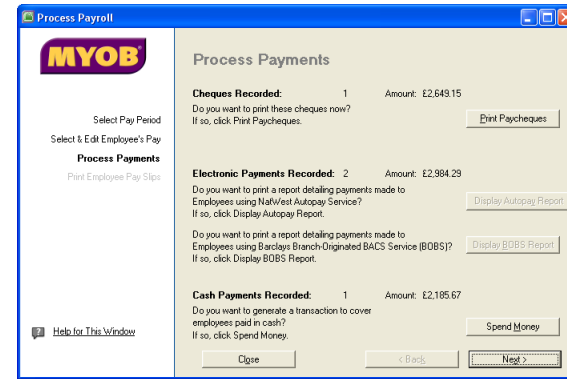 Process Payroll
MYOB
Select Pay Period
Select & Edit Employee's Pay
Process Payments
Print Employee Pay Slips
Help for This Window
Process Payments
Cheques Recorded: 1 Amount: £2,649.15
Do you want to print these cheques now?
If so, click Print Paycheques.
Print Paycheques
Electronic Payments Recorded: 2 Amount: £2,984.29
Do you want to print a report detailing payments made to
Employees using NatWest Autopay Service?
If so, click Display Autopay Report.
Display Autopay Report
Do you want to print a report detailing payments made to
Employees using Barclays Branch-Originated BACS Service (BOBS)?
If so, click Display BOBS Report.
Display BOBS Report
Cash Payments Recorded: 1 Amount: £2,185.67
Do you want to generate a transaction to cover
employees paid in cash?
If so, click Spend Money.
Spend Money
Close
< Back
Next >